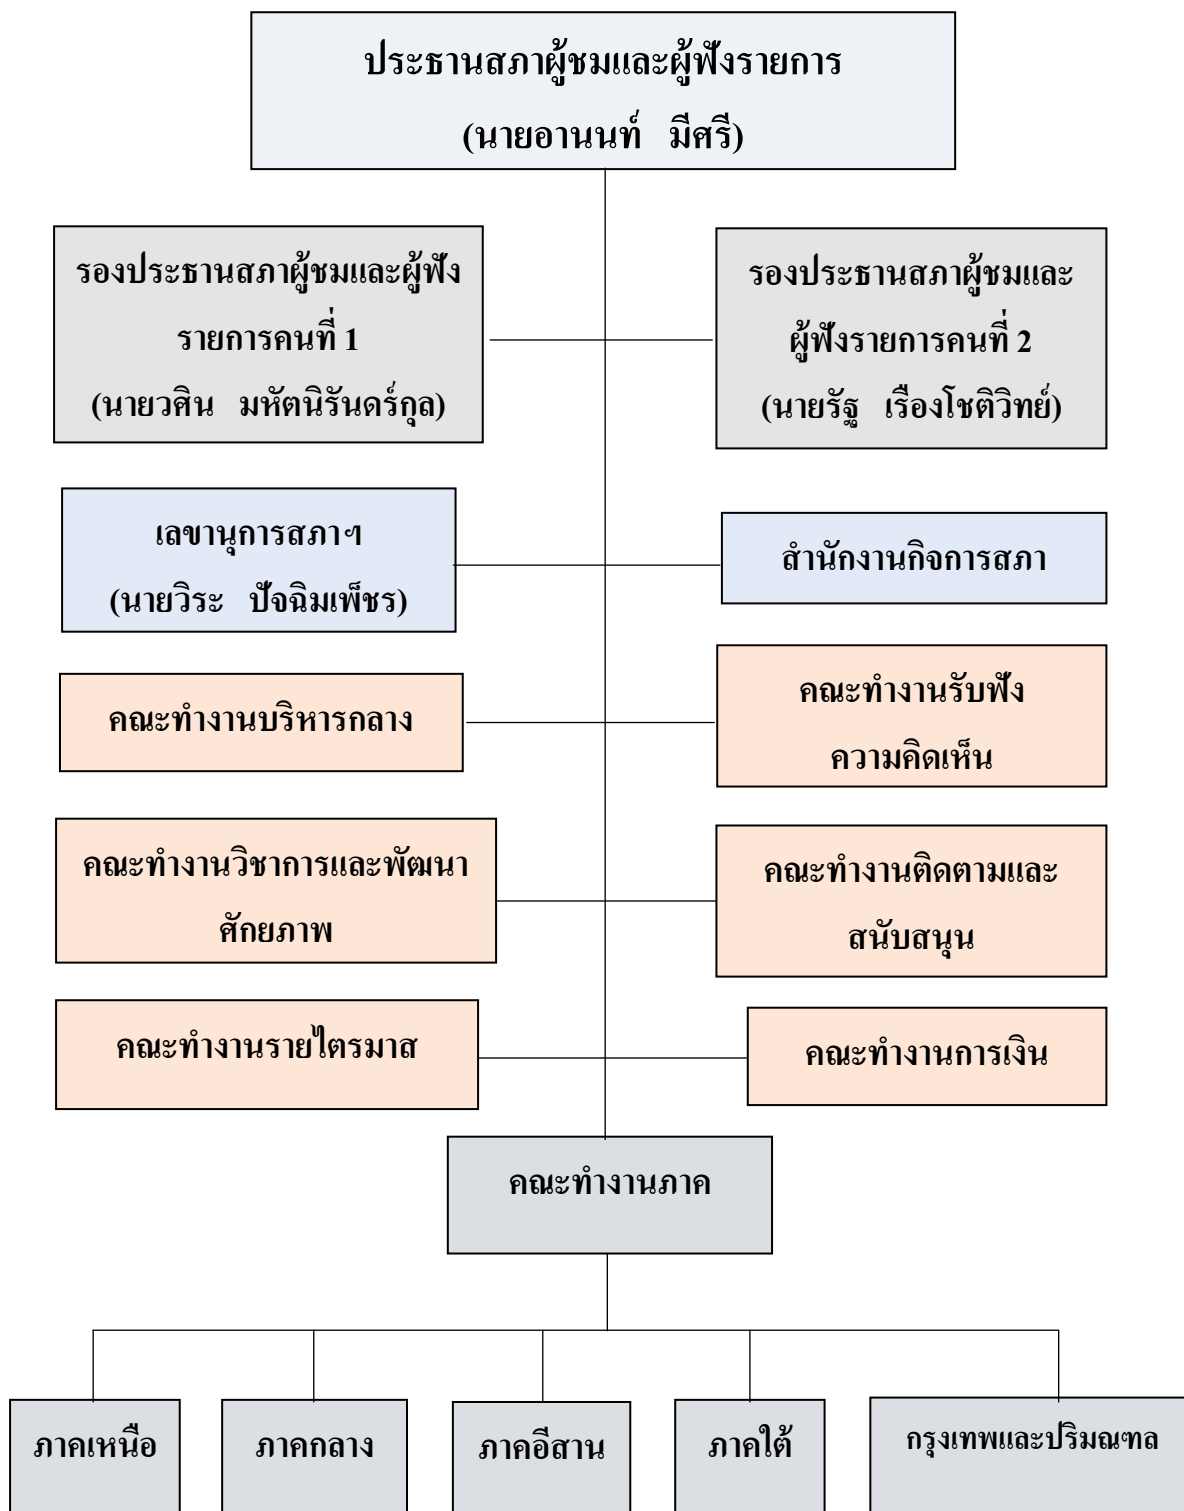 ประธานสภาผู้ชมและผู้ฟังรายการ
(นายอานนท์ มีศรี)
รองประธานสภาผู้ชมและผู้ฟัง
รายการคนที่ 1
(นายวศิน มหัตนิรันดร์กุล)
รองประธานสภาผู้ชมและ
ผู้ฟังรายการคนที่ 2
(นายรัฐ เรืองโชติวิทย์)
เลขานุการสภาฯ
(นายวิระ ปัจฉิมเพ็ชร)
สำนักงานกิจการสภา
คณะทำงานบริหารกลาง
คณะทำงานรับฟัง
ความคิดเห็น
คณะทำงานวิชาการและพัฒนา
ศักยภาพ
คณะทำงานติดตามและ
สนับสนุน
คณะทำงานรายไตรมาส
คณะทำงานการเงิน
คณะทำงานภาค
ภาคเหนือ
ภาคกลาง
ภาคอีสาน
ภาคใต้
กรุงเทพและปริมณฑล